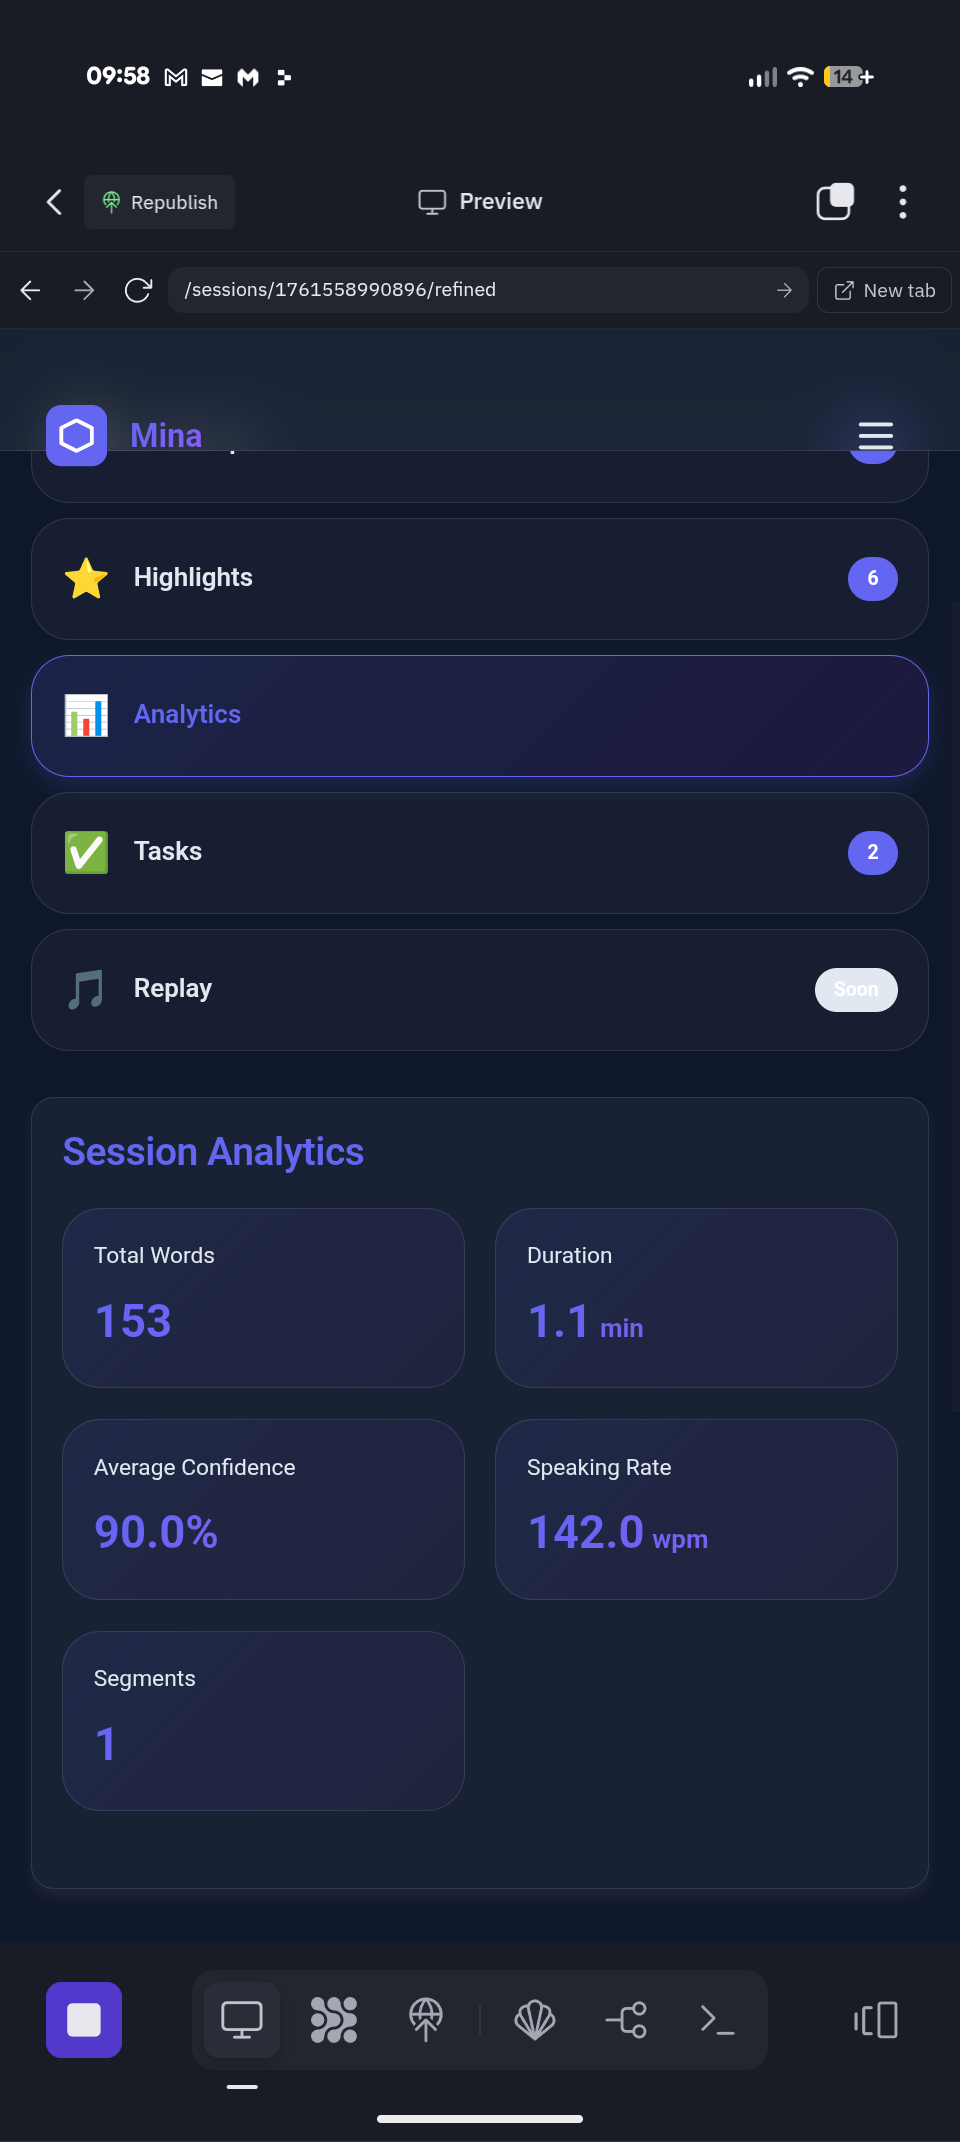 09:58
14
Republish
Preview
/sessions/1761558990896/refined
New tab
Mina
Highlights
6
Analytics
Tasks
2
Replay
Soon
Session Analytics
Total Words
Duration
153
1.1 min
Average Confidence
Speaking Rate
90.0%
142.0 wpm
Segments
1